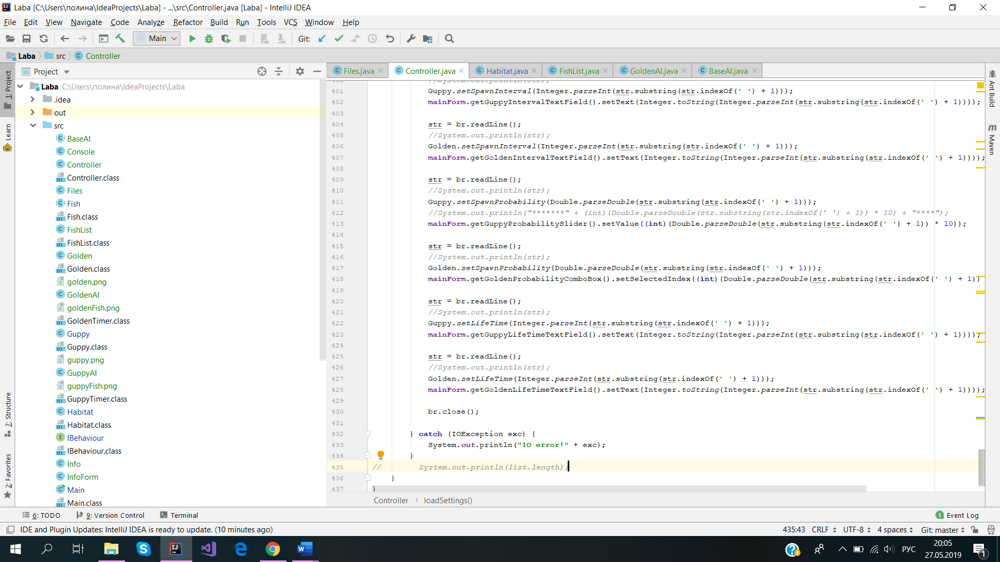 Laba [C:\Users\полина\IdeaProjects\Laba] - ...\src\Controller.java [Laba] - IntelliJ IDEA
File Edit View Navigate Code Analyze Refactor Build Run Tools VCS Window Help
Main Git:
Laba src Controller
Project
Files.java Controller.java Habitat.java FishList.java GoldenAI.java BaseAI.java
1: Project
Learn
7: Structure
2: Favorites
Laba C:\Users\полина\IdeaProjects\Laba
.idea
out
src
BaseAI
Console
Controller
Controller.class
Files
Fish
Fish.class
FishList
FishList.class
Golden
Golden.class
golden.png
GoldenAI
goldenFish.png
GoldenTimer.class
Guppy
Guppy.class
guppy.png
GuppyAI
guppyFish.png
GuppyTimer.class
Habitat
Habitat.class
IBehaviour
IBehaviour.class
Info
InfoForm
Main
Main.class
400 //System.out.println(str);
401 Guppy.setSpawnInterval(Integer.parseInt(str.substring(str.indexOf(' ') + 1)));
402 mainForm.getGuppyIntervalTextField().setText(Integer.toString(Integer.parseInt(str.substring(str.indexOf(' ') + 1))));
403
404 str = br.readLine();
405 //System.out.println(str);
406 Golden.setSpawnInterval(Integer.parseInt(str.substring(str.indexOf(' ') + 1)));
407 mainForm.getGoldenIntervalTextField().setText(Integer.toString(Integer.parseInt(str.substring(str.indexOf(' ') + 1))));
408
409 str = br.readLine();
410 //System.out.println(str);
411 Guppy.setSpawnProbability(Double.parseDouble(str.substring(str.indexOf(' ') + 1)));
412 //System.out.println("*******" + (int)(Double.parseDouble(str.substring(str.indexOf(' ') + 1)) * 10) + "****");
413 mainForm.getGuppyProbabilitySlider().setValue((int)(Double.parseDouble(str.substring(str.indexOf(' ') + 1)) * 10));
414
415 str = br.readLine();
416 //System.out.println(str);
417 Golden.setSpawnProbability(Double.parseDouble(str.substring(str.indexOf(' ') + 1)));
418 mainForm.getGoldenProbabilityComboBox().setSelectedIndex((int)(Double.parseDouble(str.substring(str.indexOf(' ') + 1))
419
420 str = br.readLine();
421 //System.out.println(str);
422 Guppy.setLifeTime(Integer.parseInt(str.substring(str.indexOf(' ') + 1)));
423 mainForm.getGuppyLifeTimeTextField().setText(Integer.toString(Integer.parseInt(str.substring(str.indexOf(' ') + 1))));
424
425 str = br.readLine();
426 //System.out.println(str);
427 Golden.setLifeTime(Integer.parseInt(str.substring(str.indexOf(' ') + 1)));
428 mainForm.getGoldenLifeTimeTextField().setText(Integer.toString(Integer.parseInt(str.substring(str.indexOf(' ') + 1))));
429
430 br.close();
431
432 } catch (IOException exc) {
433 System.out.println("IO error!" + exc);
434 }
435 // System.out.println(list.length);
436 }
437 }
Controller › loadSettings()
Ant Build
Maven
6: TODO 9: Version Control Terminal 1 Event Log
IDE and Plugin Updates: IntelliJ IDEA is ready to update. (10 minutes ago) 435:43 CRLF UTF-8 4 spaces Git: master
РУС 20:05
27.05.2019
1